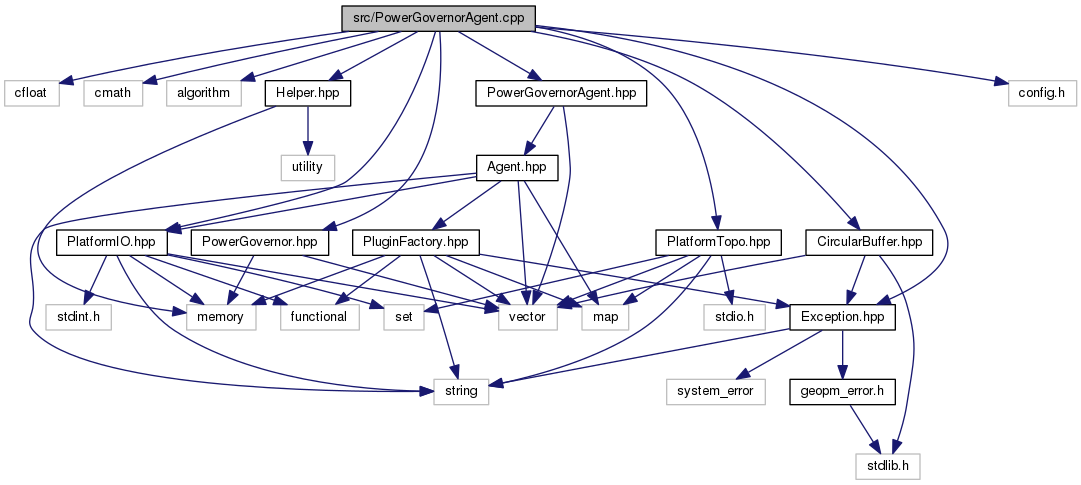 src/PowerGovernorAgent.cpp
cfloat
cmath
algorithm
Helper.hpp
PowerGovernorAgent.hpp
config.h
utility
Agent.hpp
PlatformIO.hpp
PowerGovernor.hpp
PluginFactory.hpp
PlatformTopo.hpp
CircularBuffer.hpp
stdint.h
memory
functional
set
vector
map
stdio.h
Exception.hpp
string
system_error
geopm_error.h
stdlib.h